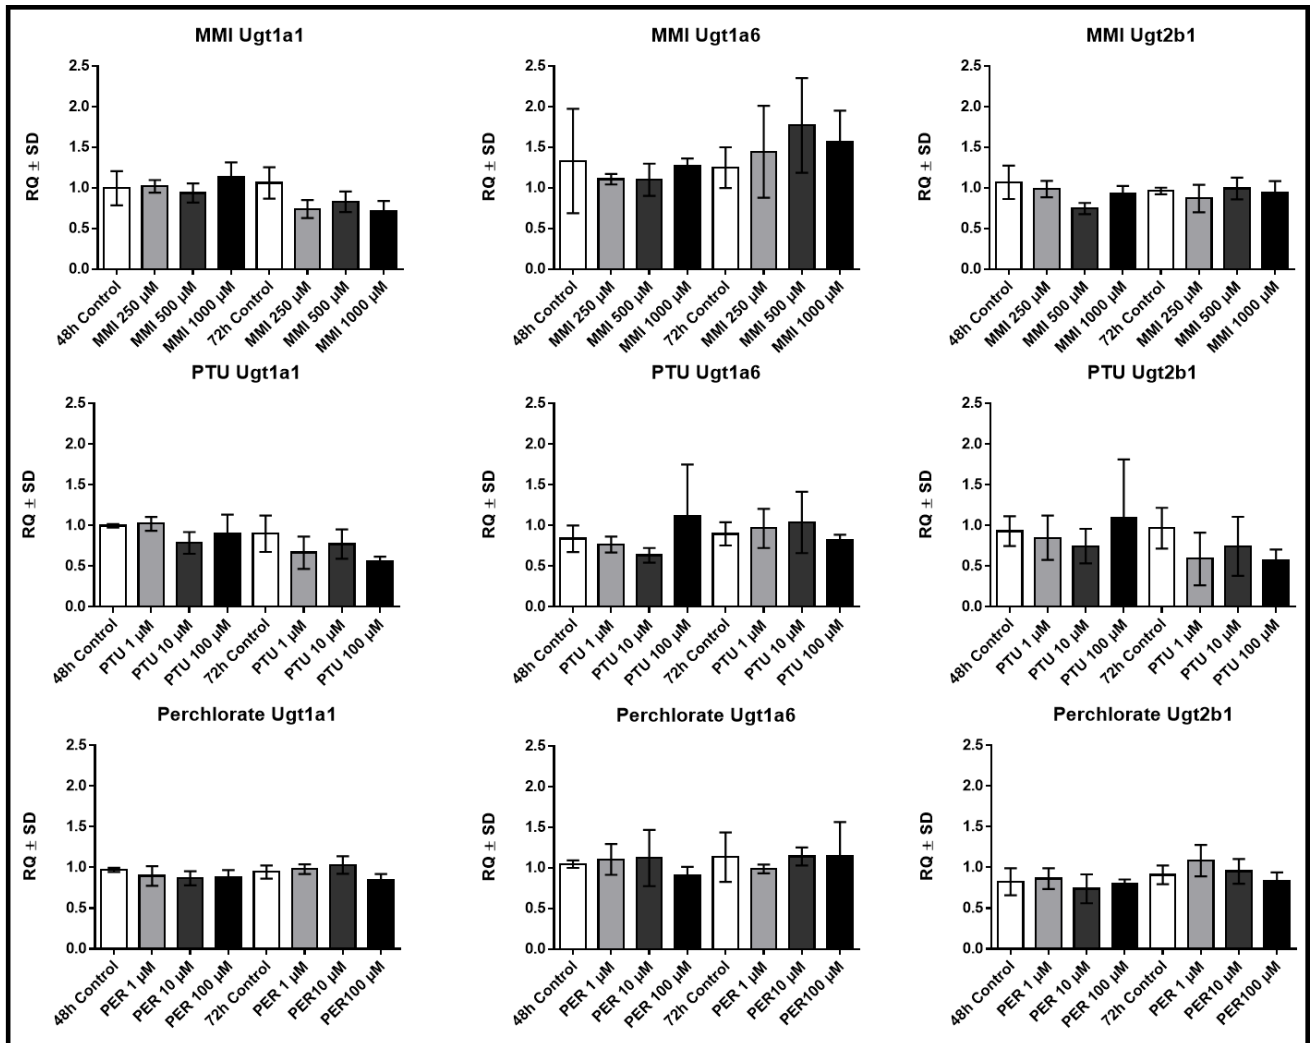 MMI Ugt1a1
MMI Ugt1a6
MMI Ugt2b1
RQ ± SD
2.5
2.0
1.5
1.0
0.5
0.0
48h Control
MMI 250 µM
MMI 500 µM
MMI 1000 µM
72h Control
MMI 250 µM
MMI 500 µM
MMI 1000 µM
RQ ± SD
2.5
2.0
1.5
1.0
0.5
0.0
48h Control
MMI 250 µM
MMI 500 µM
MMI 1000 µM
72h Control
MMI 250 µM
MMI 500 µM
MMI 1000 µM
RQ ± SD
2.5
2.0
1.5
1.0
0.5
0.0
48h Control
MMI 250 µM
MMI 500 µM
MMI 1000 µM
72h Control
MMI 250 µM
MMI 500 µM
MMI 1000 µM
PTU Ugt1a1
PTU Ugt1a6
PTU Ugt2b1
RQ ± SD
2.5
2.0
1.5
1.0
0.5
0.0
48h Control
PTU 1 µM
PTU 10 µM
PTU 100 µM
72h Control
PTU 1 µM
PTU 10 µM
PTU 100 µM
RQ ± SD
2.5
2.0
1.5
1.0
0.5
0.0
48h Control
PTU 1 µM
PTU 10 µM
PTU 100 µM
72h Control
PTU 1 µM
PTU 10 µM
PTU 100 µM
RQ ± SD
2.5
2.0
1.5
1.0
0.5
0.0
48h Control
PTU 1 µM
PTU 10 µM
PTU 100 µM
72h Control
PTU 1 µM
PTU 10 µM
PTU 100 µM
Perchlorate Ugt1a1
Perchlorate Ugt1a6
Perchlorate Ugt2b1
RQ ± SD
2.5
2.0
1.5
1.0
0.5
0.0
48h Control
PER 1 µM
PER 10 µM
PER 100 µM
72h Control
PER 1 µM
PER10 µM
PER100 µM
RQ ± SD
2.5
2.0
1.5
1.0
0.5
0.0
48h Control
PER 1 µM
PER 10 µM
PER 100 µM
72h Control
PER 1 µM
PER10 µM
PER100 µM
RQ ± SD
2.5
2.0
1.5
1.0
0.5
0.0
48h Control
PER 1 µM
PER 10 µM
PER 100 µM
72h Control
PER 1 µM
PER10 µM
PER100 µM